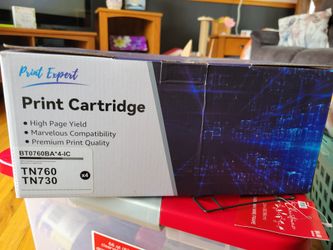 Print Expert
Print Cartridge
• High Page Yield
• Marvelous Compatibility
• Premium Print Quality
BT0760BA*4-IC
TN760
TN730
x4